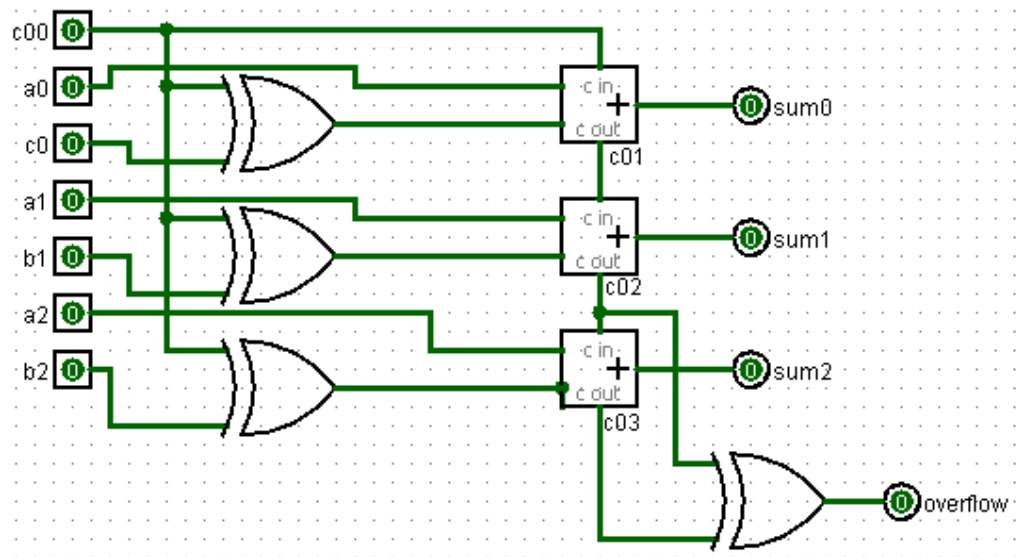 c00 0
a0 0
c in
+
0 sum0
c0 0
c out
c01
a1 0
c in
+
0 sum1
b1 0
c out
c02
a2 0
c in
+
0 sum2
b2 0
c out
c03
0 overflow